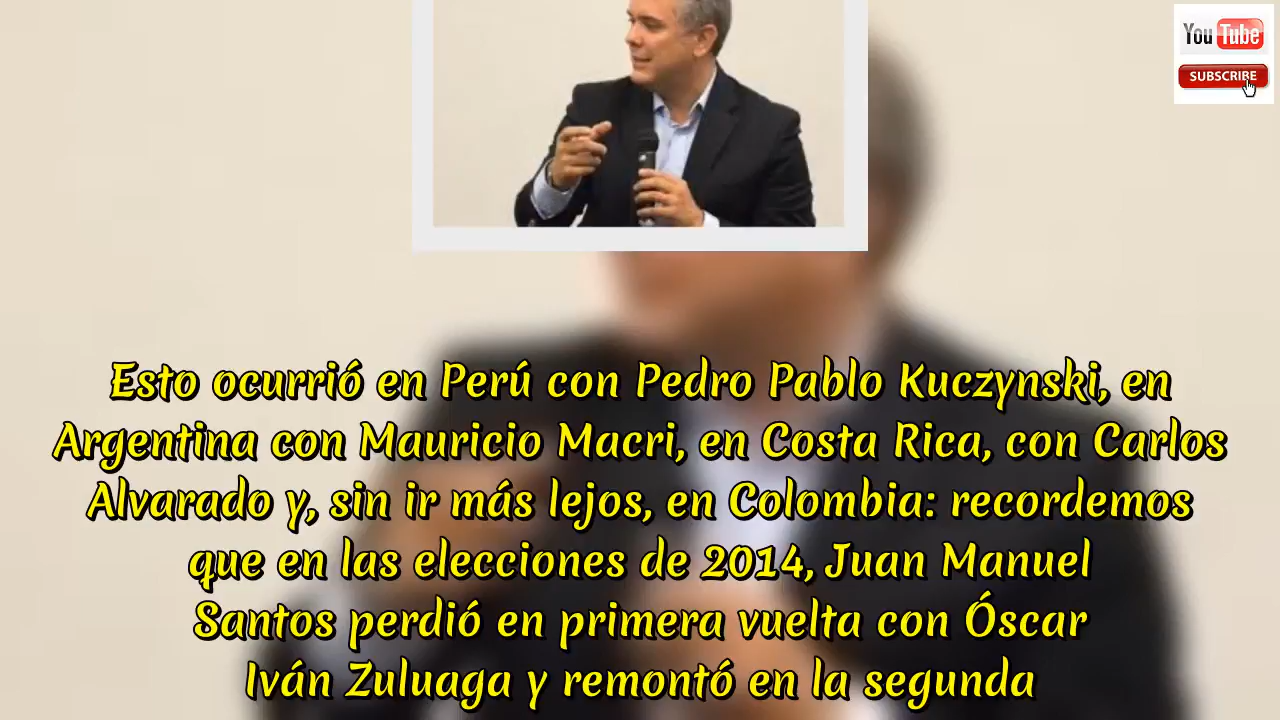 You Tube
SUBSCRIBE
Esto ocurrió en Perú con Pedro Pablo Kuczynski, en
Argentina con Mauricio Macri, en Costa Rica, con Carlos
Alvarado y, sin ir más lejos, en Colombia: recordemos
que en las elecciones de 2014, Juan Manuel
Santos perdió en primera vuelta con Óscar
Iván Zuluaga y remontó en la segunda